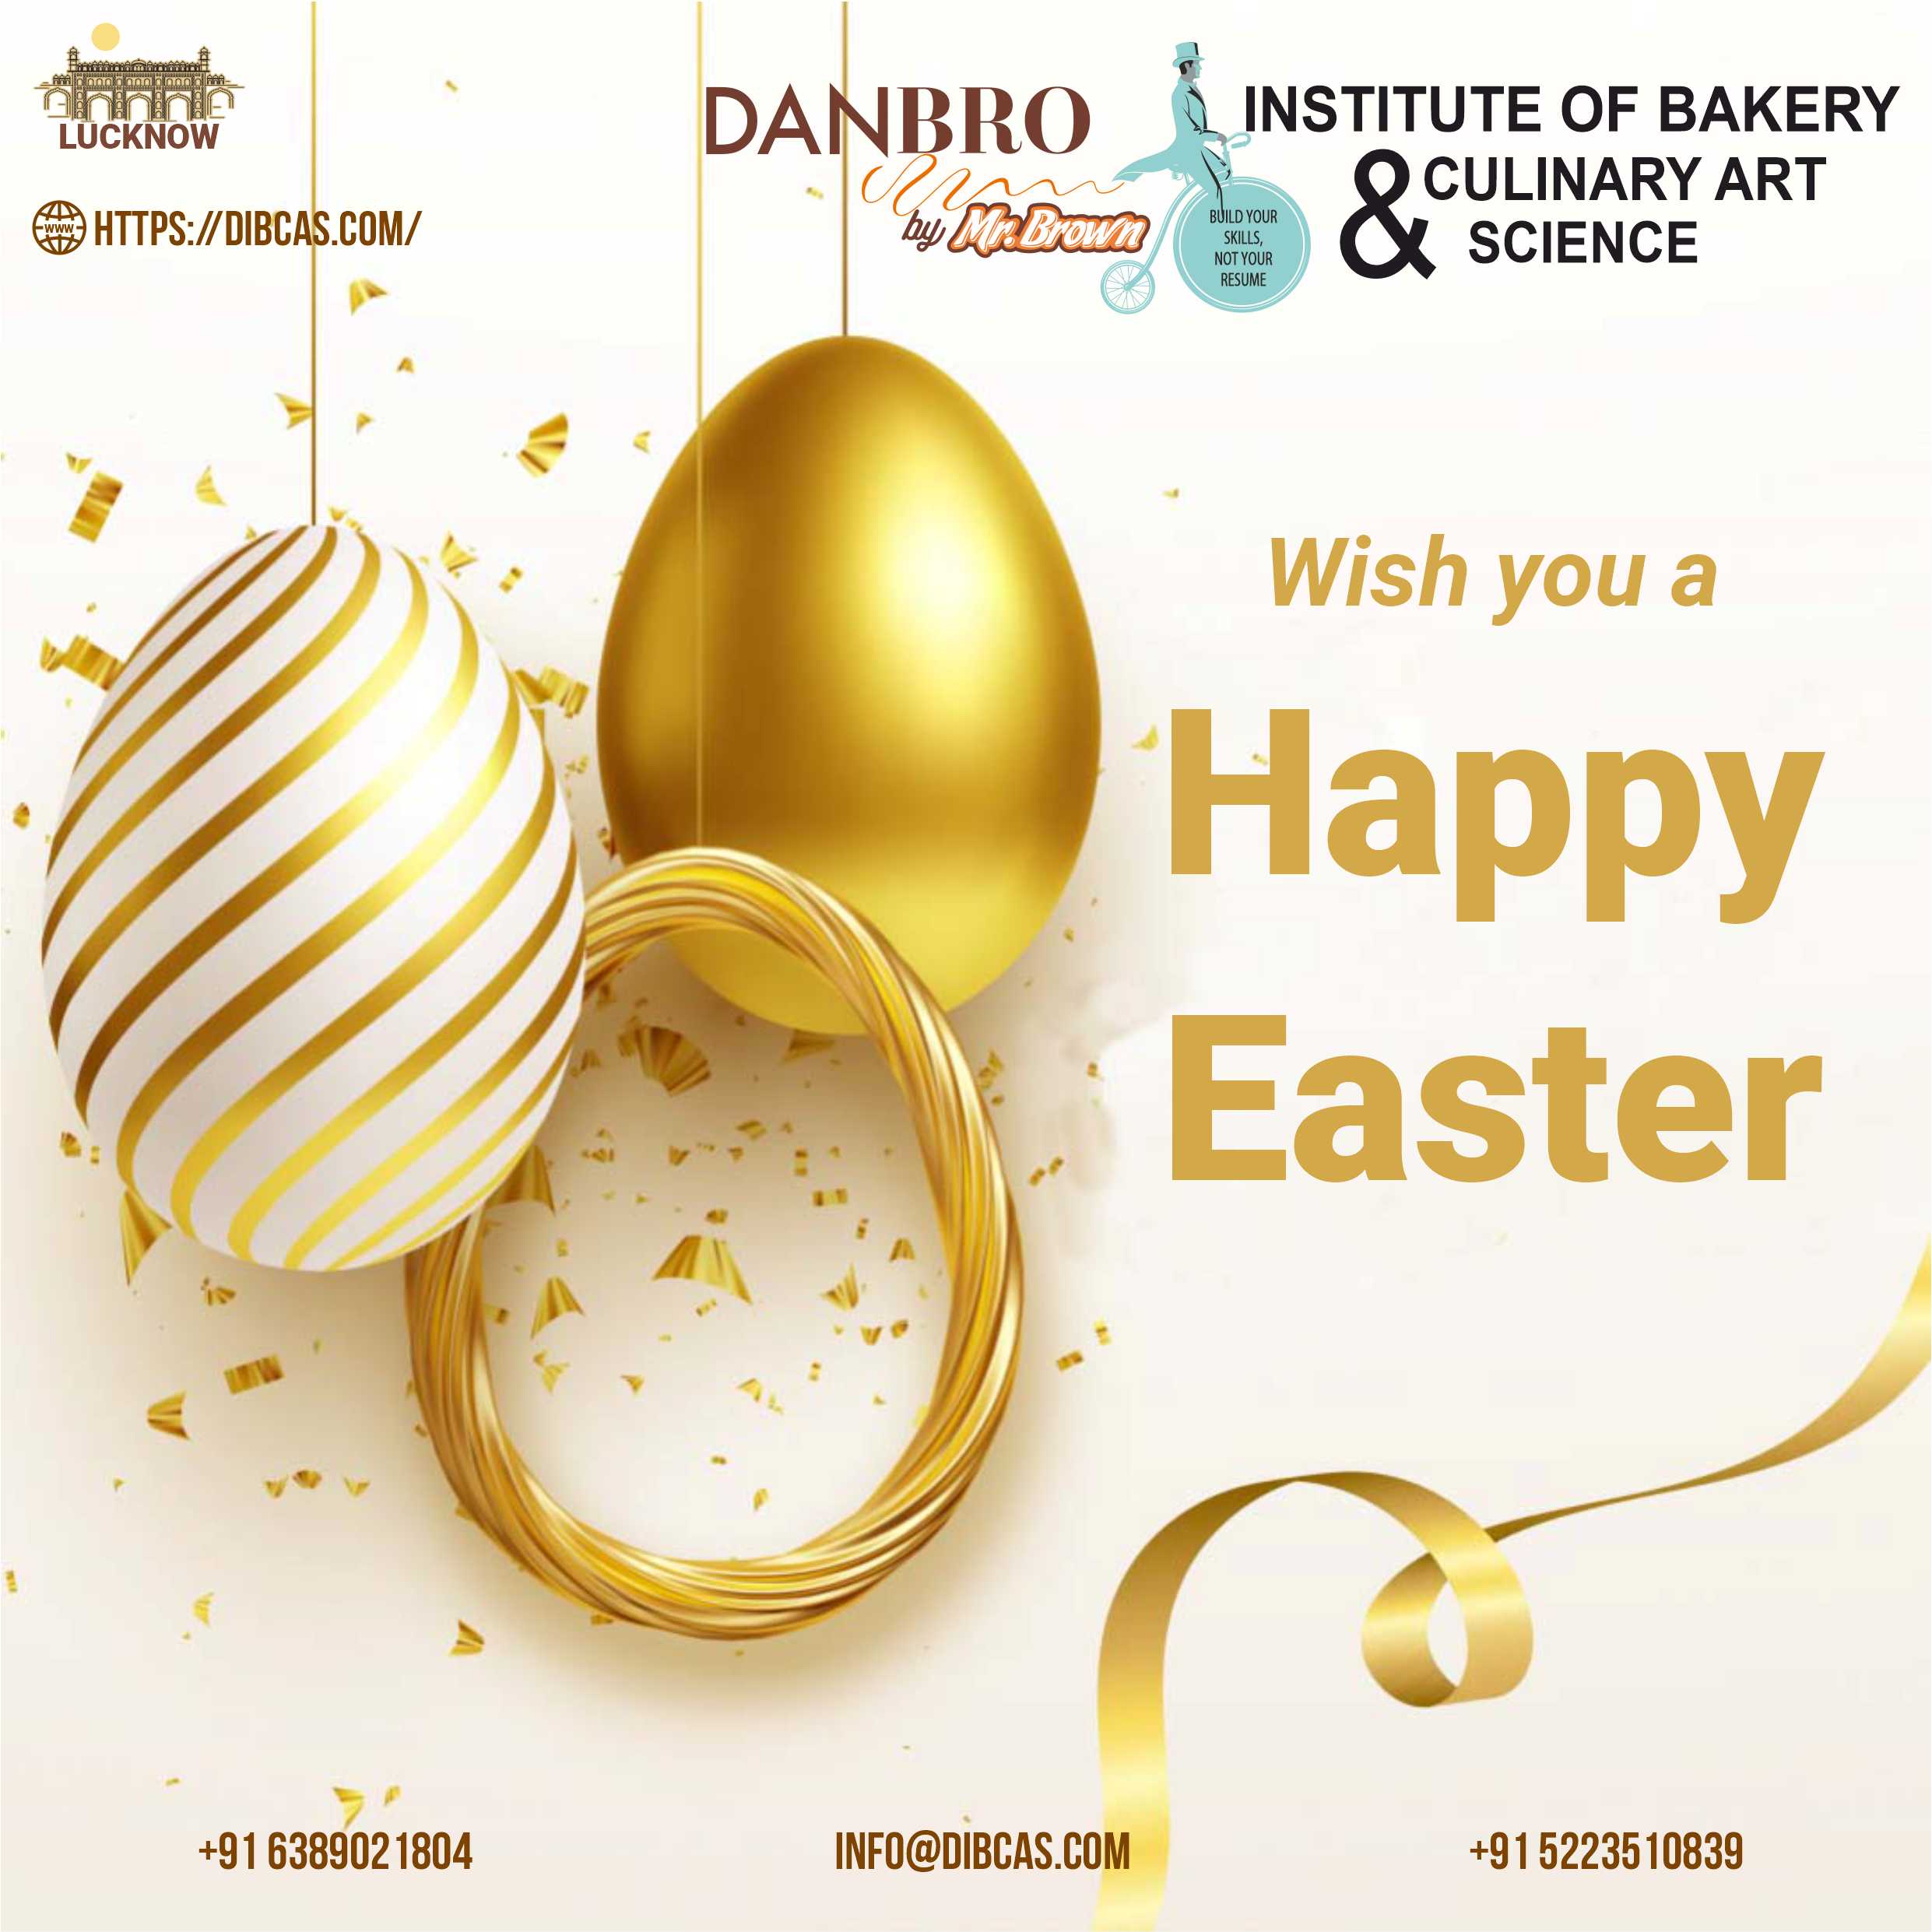 LUCKNOW
WWW
HTTPS://DIBCAS.COM/
DANBRO
by Mr. Brown
BUILD YOUR
SKILLS,
NOT YOUR
RESUME
INSTITUTE OF BAKERY
& CULINARY ART
SCIENCE
Wish you a
Happy
Easter
+91 6389021804
INFO@DIBCAS.COM
+91 5223510839